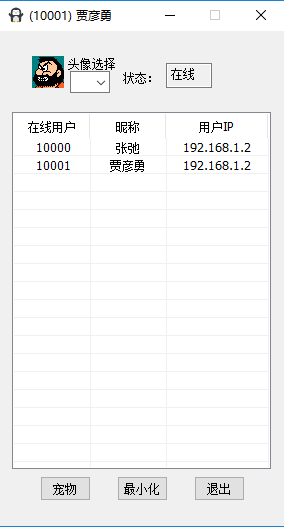 (10001) 贾彦勇
头像选择
状态： 在线
在线用户 昵称 用户IP
10000 张弛 192.168.1.2
10001 贾彦勇 192.168.1.2
宠物 最小化 退出